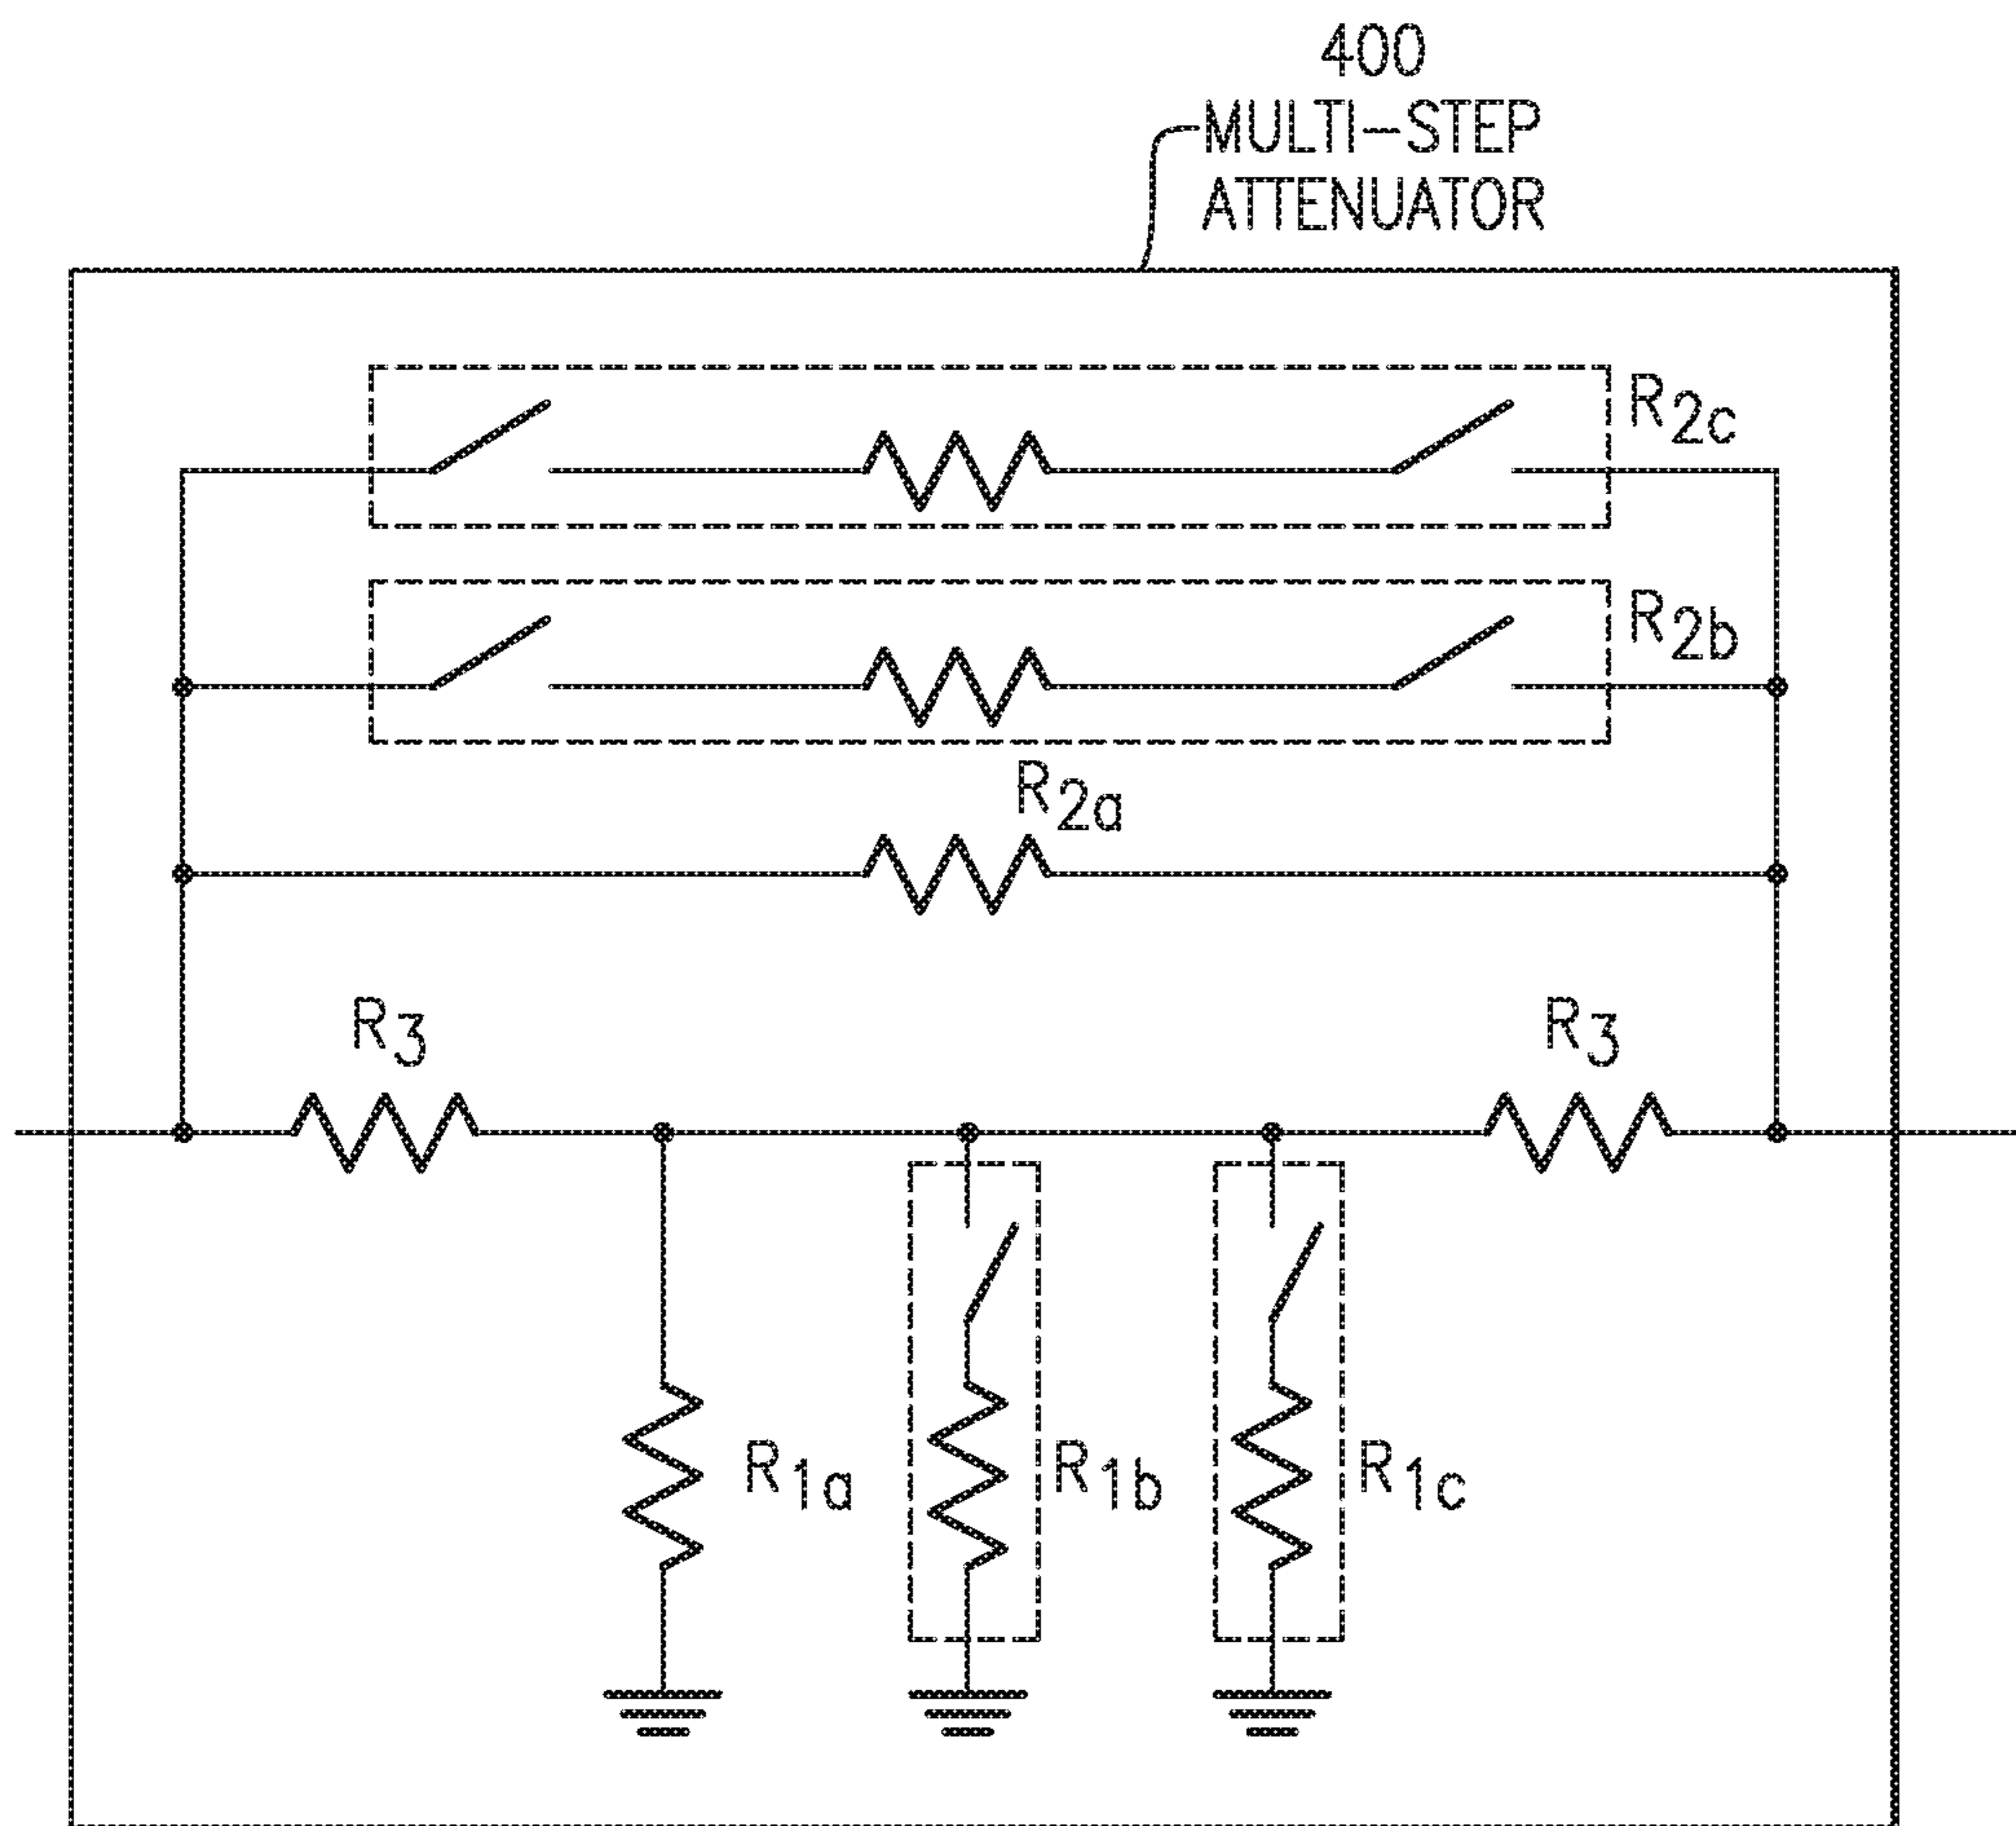 400
MULTI-STEP
ATTENUATOR
R2c
R2b
R2a
R3
R3
R1a
R1b
R1c